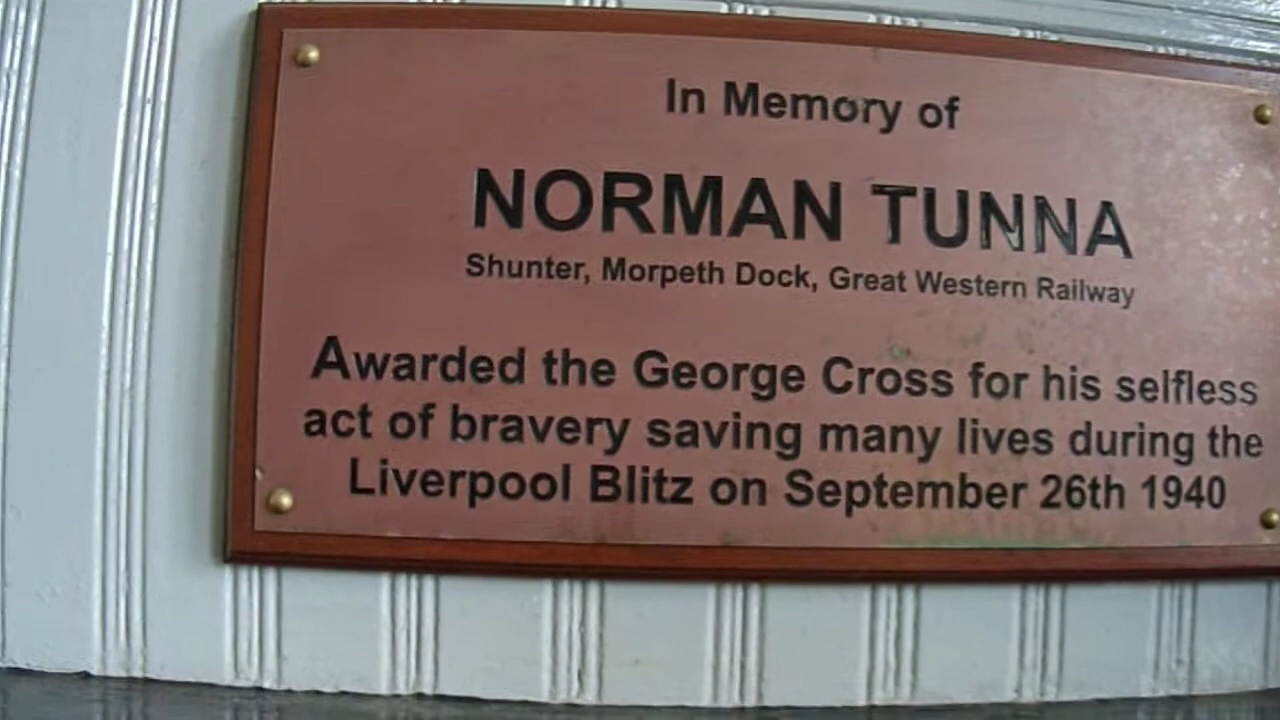 In Memory of
NORMAN TUNNA
Shunter, Morpeth Dock, Great Western Railway
Awarded the George Cross for his selfless
act of bravery saving many lives during the
Liverpool Blitz on September 26th 1940